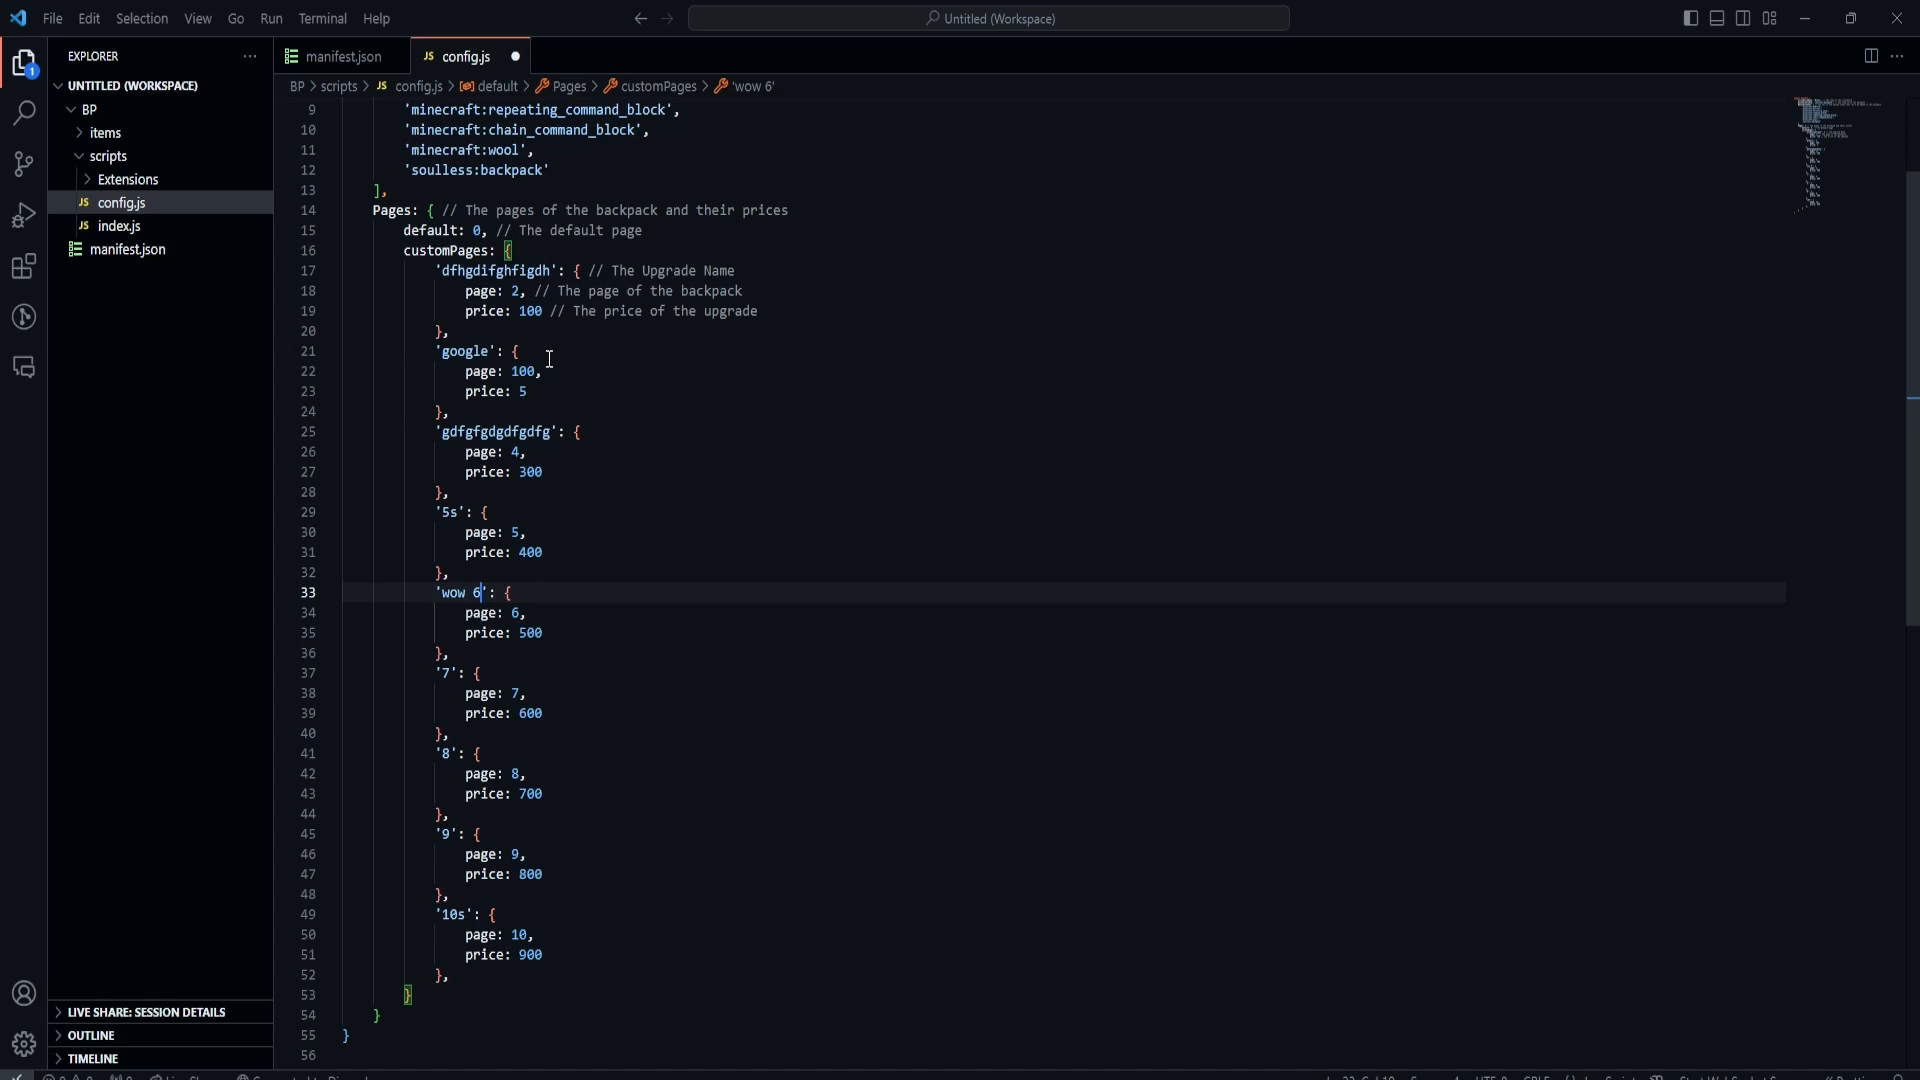 File Edit Selection View Go Run Terminal Help
Untitled (Workspace)
EXPLORER
1
UNTITLED (WORKSPACE)
BP
items
scripts
Extensions
JS config.js
JS index.js
manifest.json
LIVE SHARE: SESSION DETAILS
OUTLINE
TIMELINE
manifest.json JS config.js
BP > scripts > JS config.js > default > Pages > customPages > 'wow 6'
9 'minecraft:repeating_command_block',
10 'minecraft:chain_command_block',
11 'minecraft:wool',
12 'soulless:backpack'
13 ],
14 Pages: { // The pages of the backpack and their prices
15 default: 0, // The default page
16 customPages: {
17 'dfhgdifghfigdh': { // The Upgrade Name
18 page: 2, // The page of the backpack
19 price: 100 // The price of the upgrade
20 },
21 'google': {
22 page: 100,
23 price: 5
24 },
25 'gdfgfgdgdfgdfg': {
26 page: 4,
27 price: 300
28 },
29 '5s': {
30 page: 5,
31 price: 400
32 },
33 'wow 6': {
34 page: 6,
35 price: 500
36 },
37 '7': {
38 page: 7,
39 price: 600
40 },
41 '8': {
42 page: 8,
43 price: 700
44 },
45 '9': {
46 page: 9,
47 price: 800
48 },
49 '10s': {
50 page: 10,
51 price: 900
52 },
53 }
54 }
55 }
56